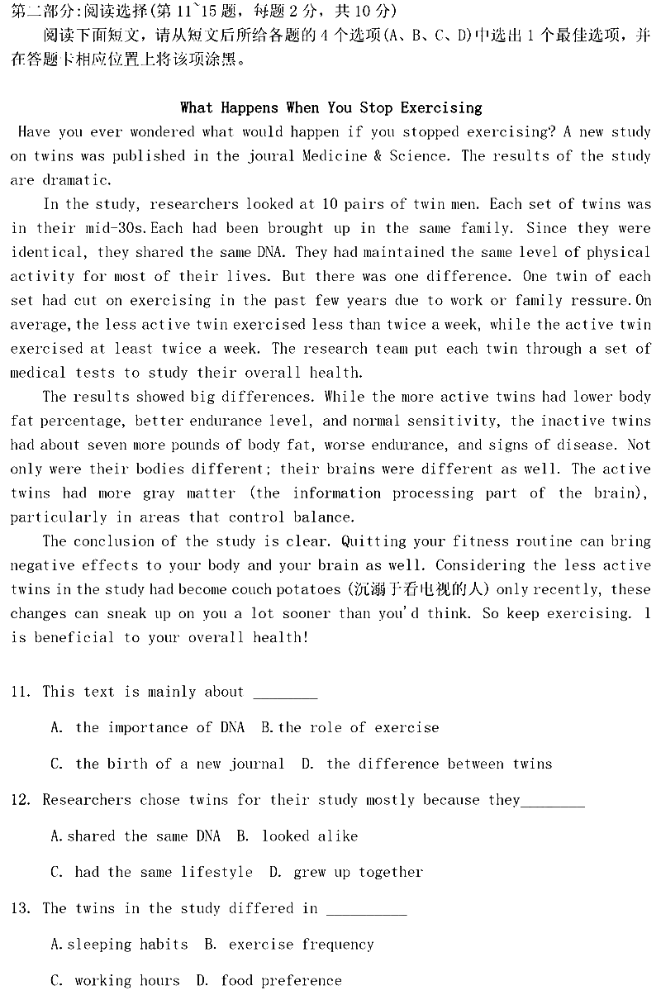 第二部分:阅读选择(第 11~15 题，每题 2 分，共 10 分)
阅读下面短文，请从短文后所给各题的 4 个选项(A、B、C、D)中选出 1 个最佳选项，并
在答题卡相应位置上将该项涂黑。
What Happens When You Stop Exercising
Have you ever wondered what would happen if you stopped exercising? A new study
on twins was published in the joural Medicine & Science. The results of the study
are dramatic.
In the study, researchers looked at 10 pairs of twin men. Each set of twins was
in their mid-30s.Each had been brought up in the same family. Since they were
identical, they shared the same DNA. They had maintained the same level of physical
activity for most of their lives. But there was one difference. One twin of each
set had cut on exercising in the past few years due to work or family ressure.On
average,the less active twin exercised less than twice a week, while the active twin
exercised at least twice a week. The research team put each twin through a set of
medical tests to study their overall health.
The results showed big differences. While the more active twins had lower body
fat percentage, better endurance level, and normal sensitivity, the inactive twins
had about seven more pounds of body fat, worse endurance, and signs of disease. Not
only were their bodies different; their brains were different as well. The active
twins had more gray matter (the information processing part of the brain),
particularly in areas that control balance.
The conclusion of the study is clear. Quitting your fitness routine can bring
negative effects to your body and your brain as well. Considering the less active
twins in the study had become couch potatoes (沉溺于看电视的人) only recently, these
changes can sneak up on you a lot sooner than you'd think. So keep exercising. l
is beneficial to your overall health!
11. This text is mainly about ________
A. the importance of DNA B.the role of exercise
C. the birth of a new journal D. the difference between twins
12. Researchers chose twins for their study mostly because they________
A.shared the same DNA B. looked alike
C. had the same lifestyle D. grew up together
13. The twins in the study differed in __________
A.sleeping habits B. exercise frequency
C. working hours D. food preference